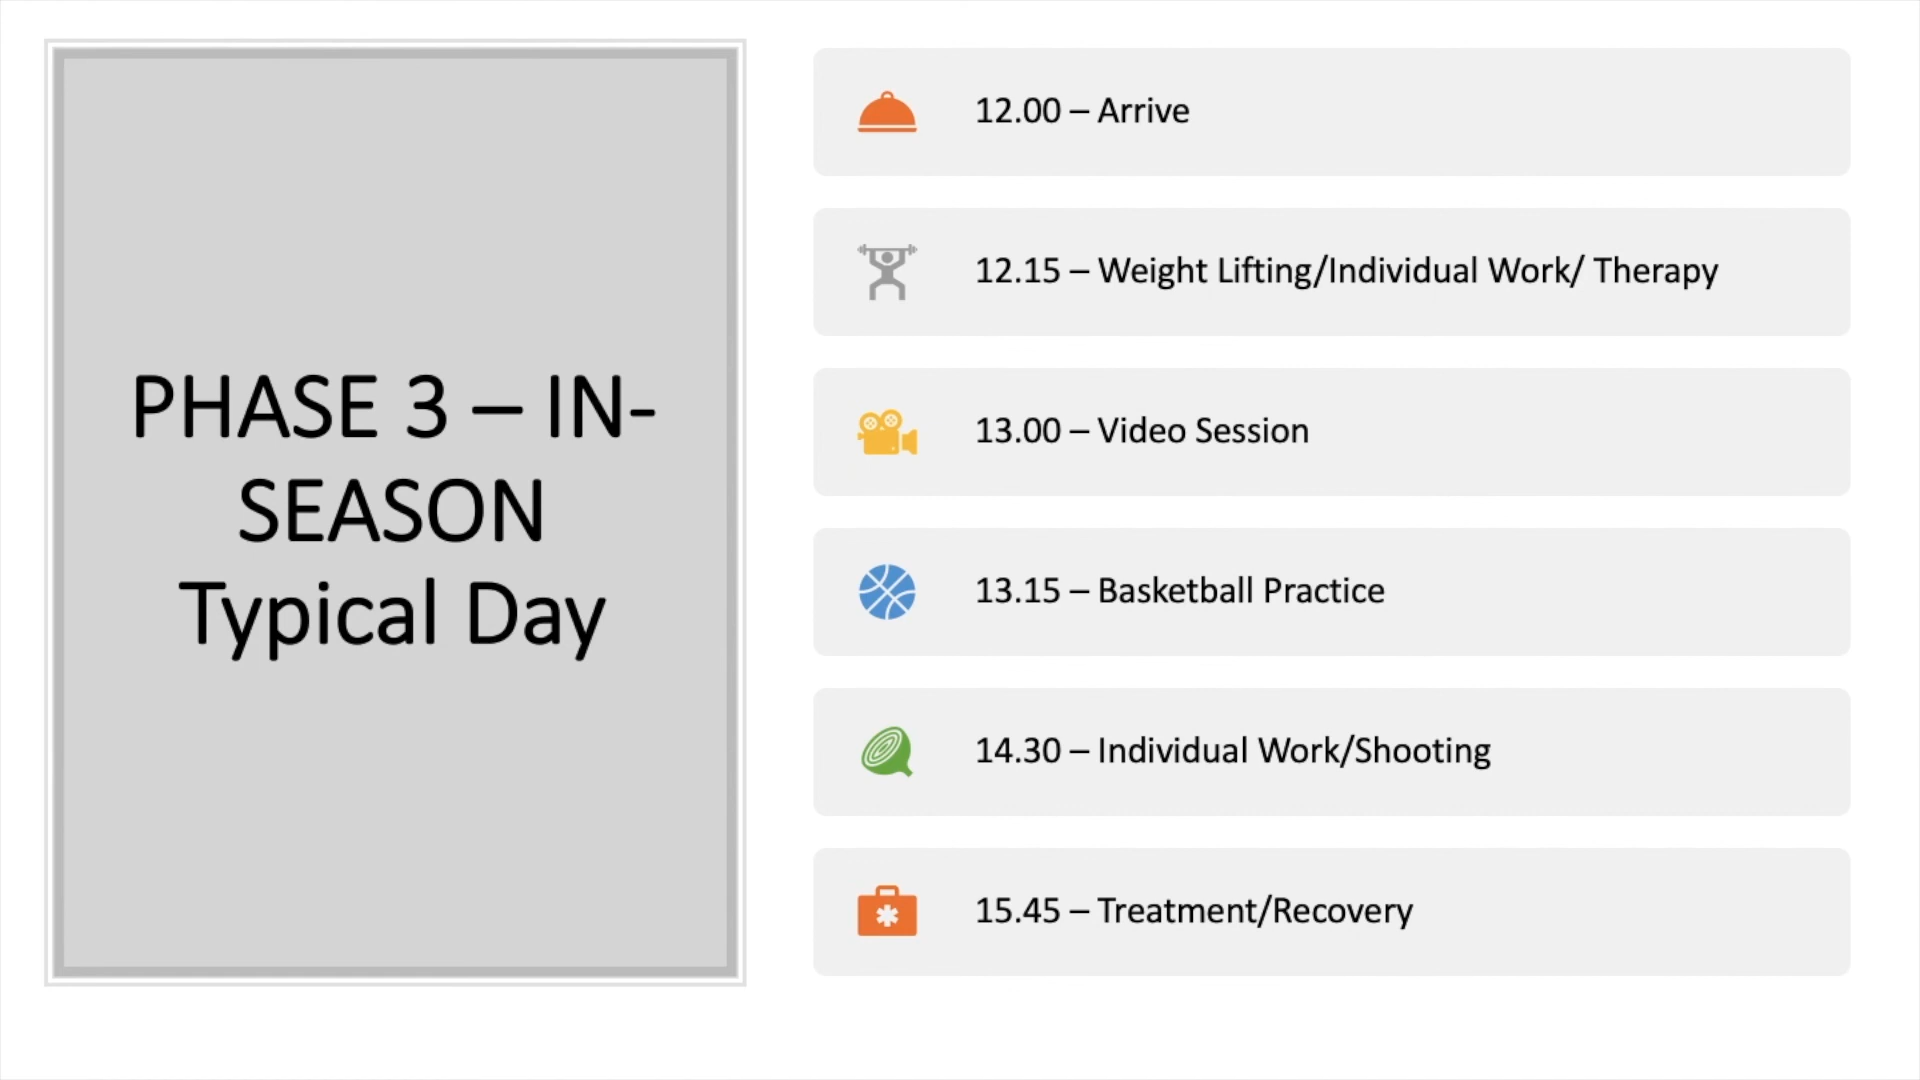 PHASE 3 – IN-
SEASON
Typical Day
12.00 – Arrive
12.15 – Weight Lifting/Individual Work/ Therapy
13.00 – Video Session
13.15 – Basketball Practice
14.30 – Individual Work/Shooting
15.45 – Treatment/Recovery